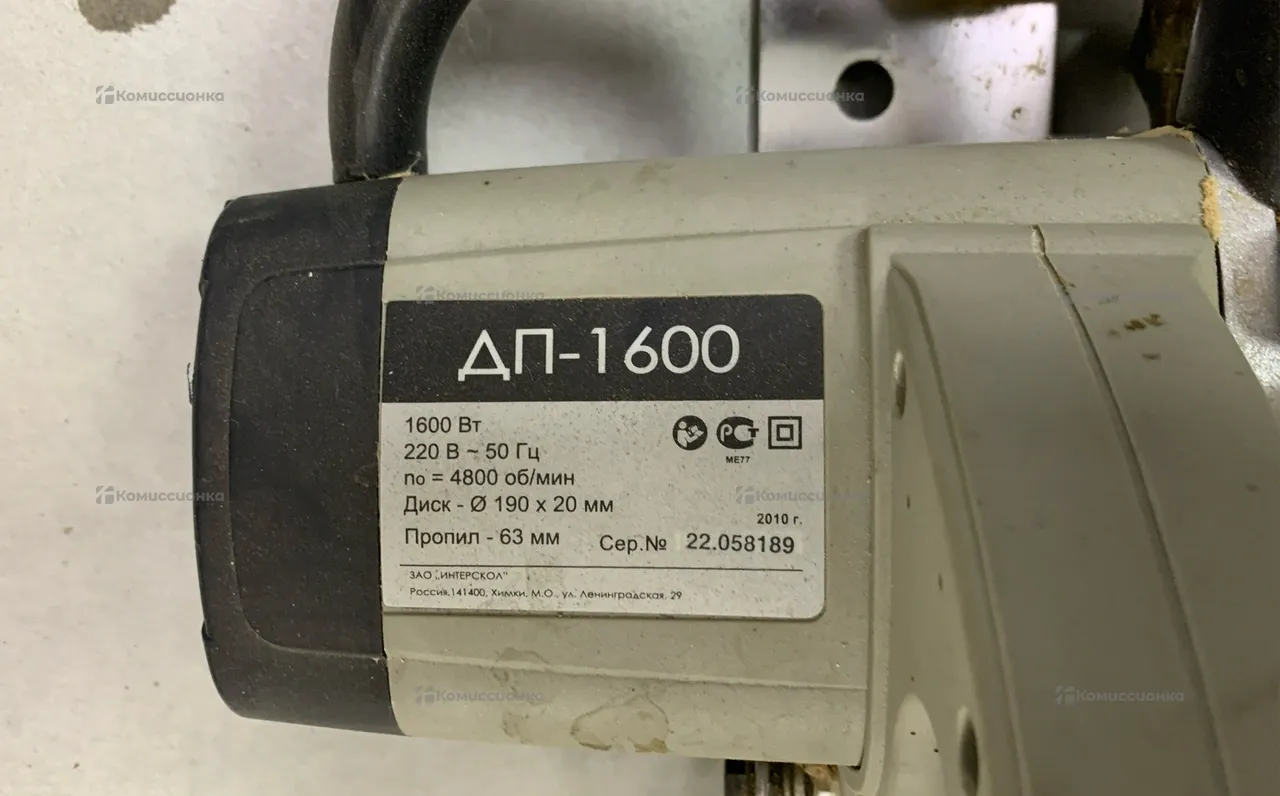 Комиссионка
Комиссионка
Комиссионка
ДП-1600
1600 Вт
220 В ~ 50 Гц
no = 4800 об/мин
РСТ
МЕ77
Диск - Ø 190 x 20 мм
2010 г.
Пропил - 63 мм
Сер.№ 22.058189
ЗАО „ИНТЕРСКОЛ"
Россия, 141400, Химки, М.О., ул. Ленинградская, 29
Комиссионка
Комиссионка
Комиссионка
Комиссионка